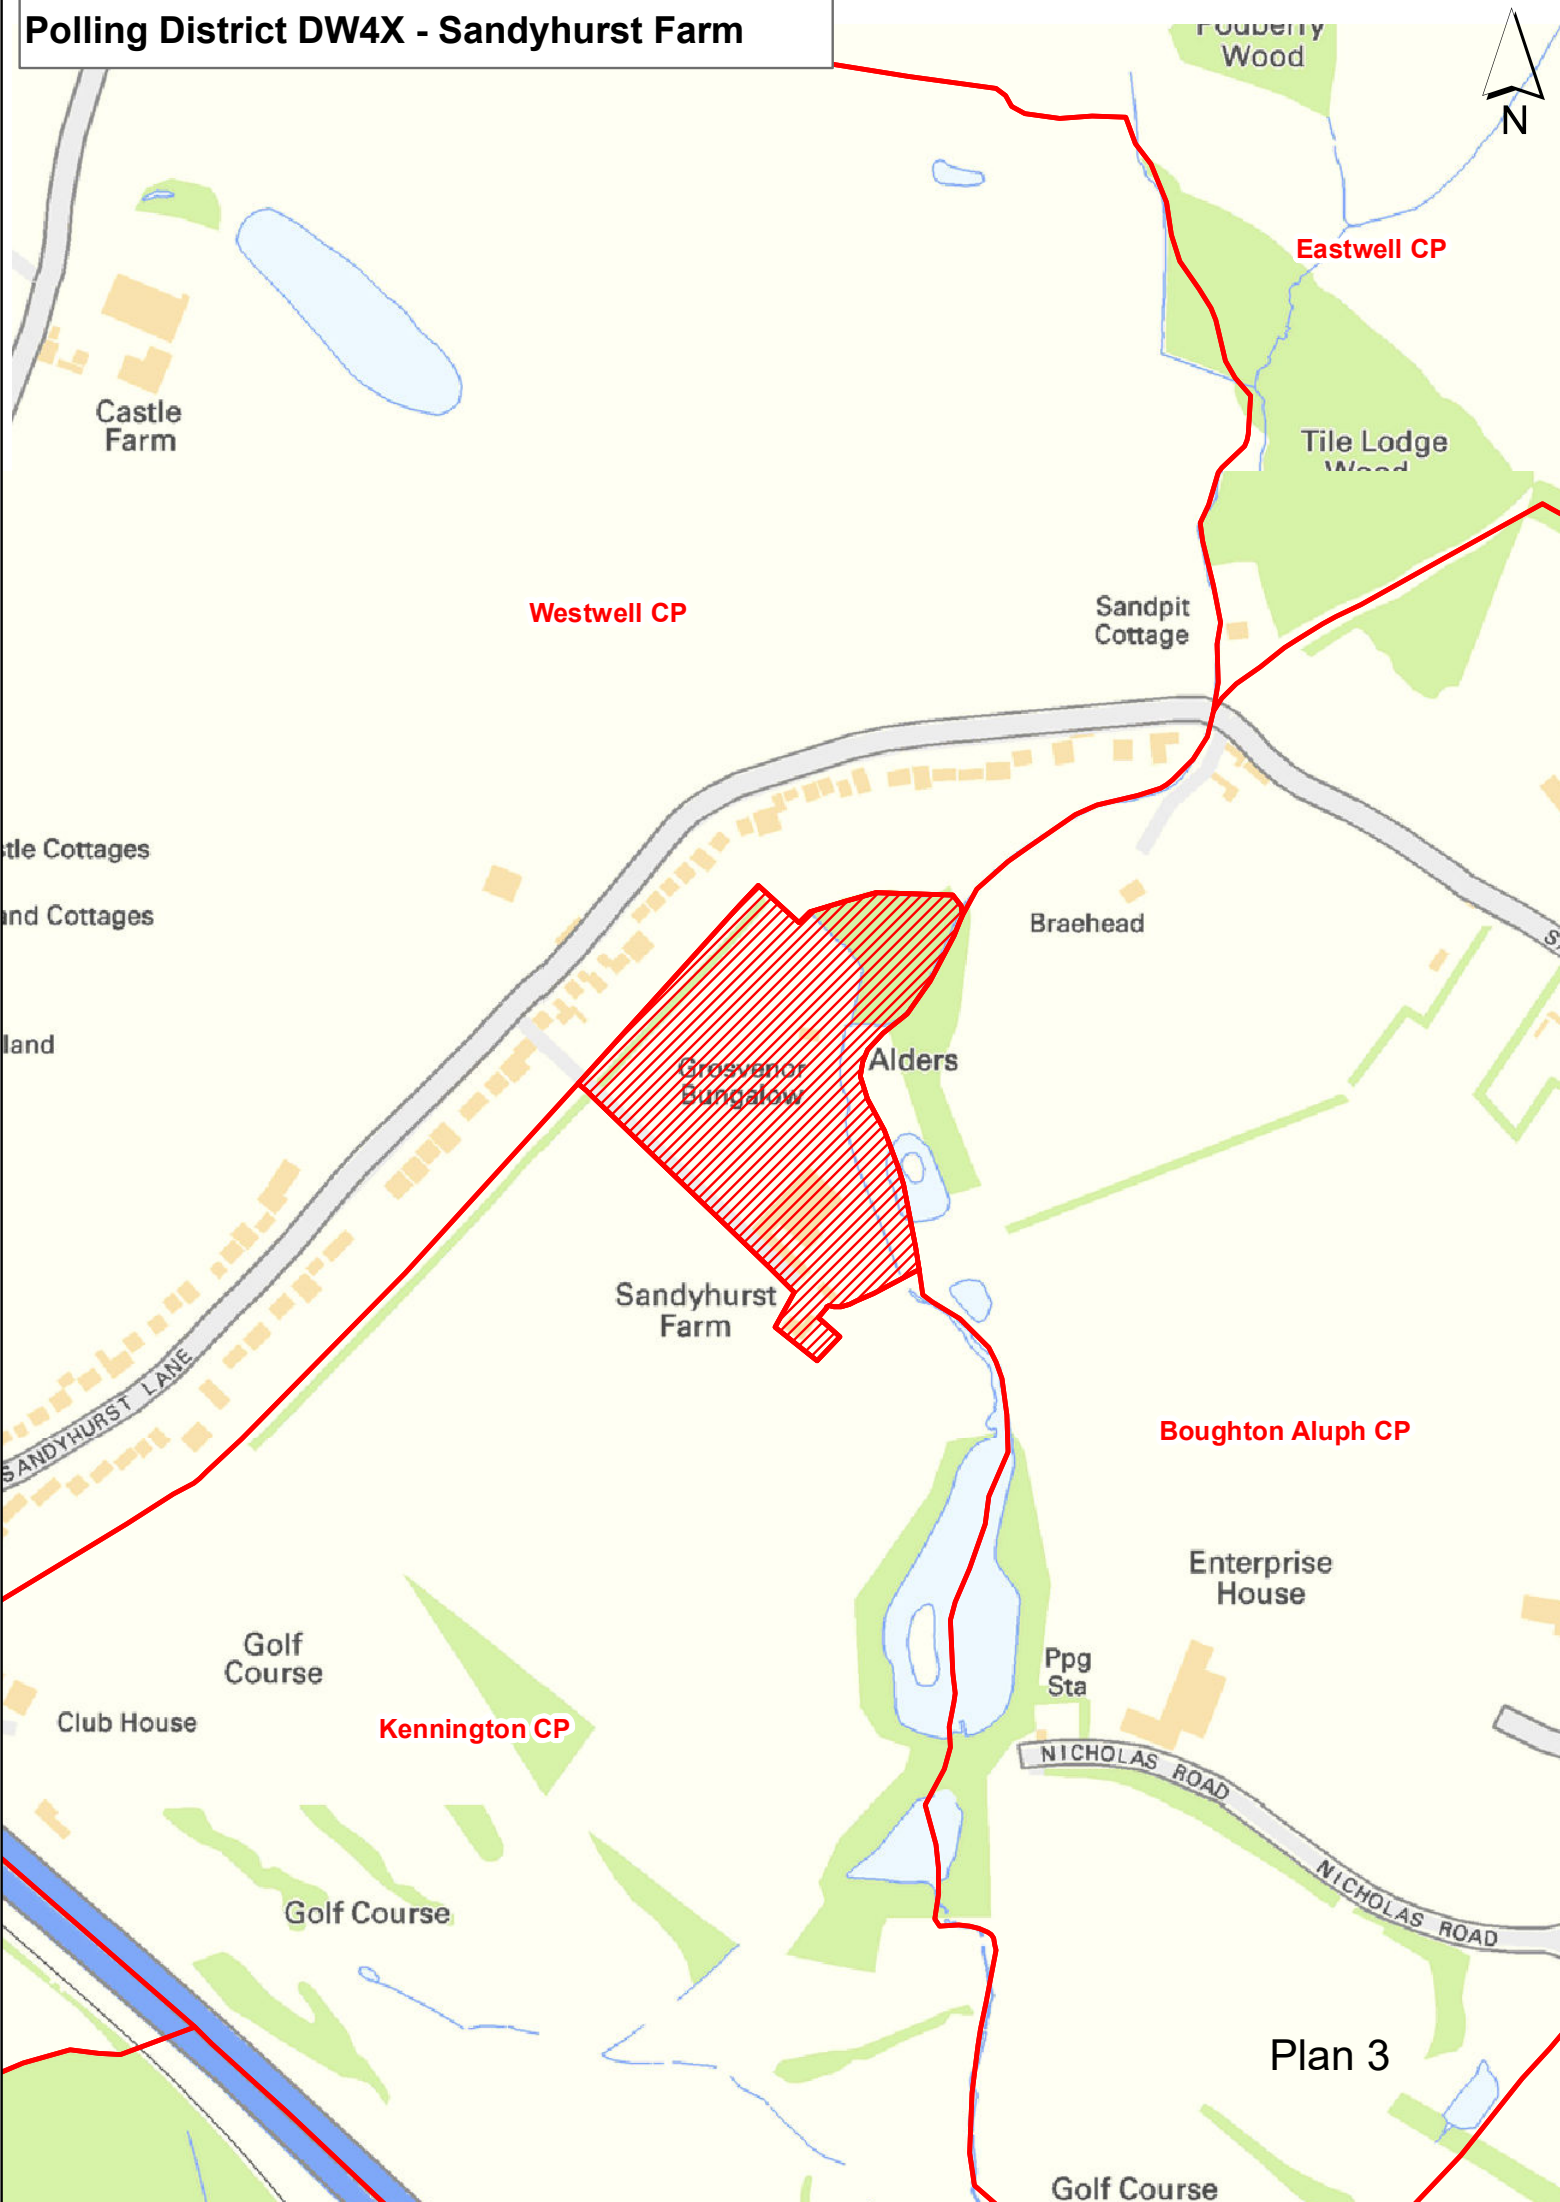 Polling District DW4X - Sandyhurst Farm
Wood
N
Eastwell CP
Castle
Farm
Tile Lodge
Wood
Westwell CP
Sandpit
Cottage
tle Cottages
and Cottages
Braehead
land
Alders
Grosvenor
Bungalow
Sandyhurst
Farm
SANDYHURST LANE
Boughton Aluph CP
Enterprise
House
Golf
Course
Ppg
Sta
Club House
Kennington CP
NICHOLAS ROAD
NICHOLAS ROAD
Golf Course
Plan 3
Golf Course